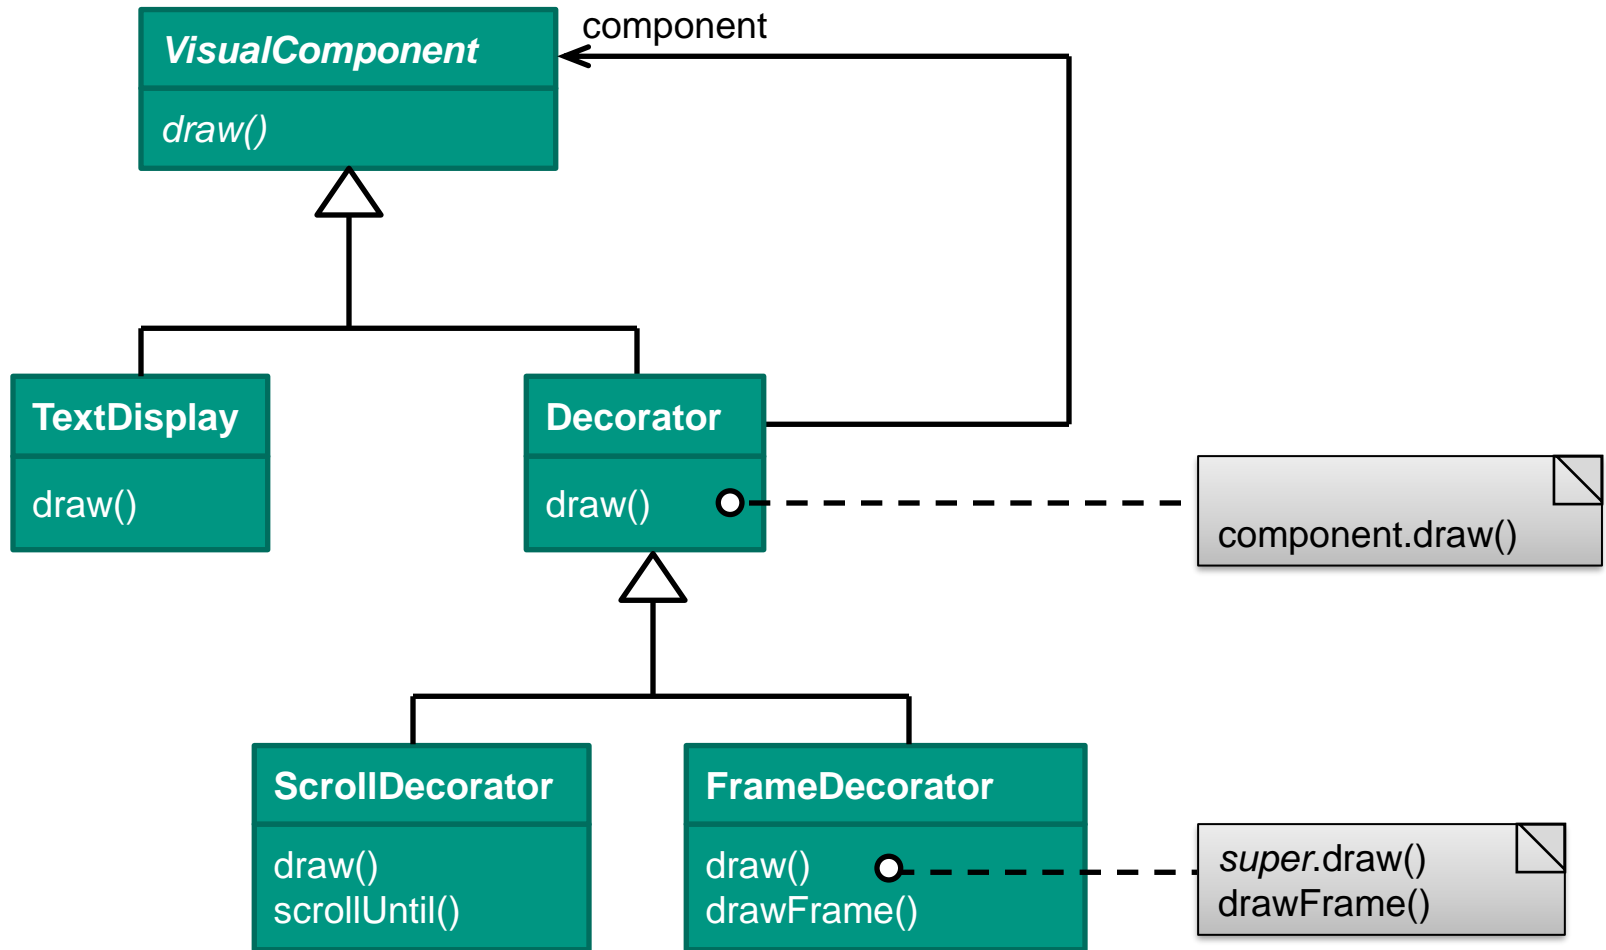 component
VisualComponent
draw()
TextDisplay
draw()
Decorator
draw()
component.draw()
ScrollDecorator
draw()
scrollUntil()
FrameDecorator
draw()
drawFrame()
super.draw()
drawFrame()